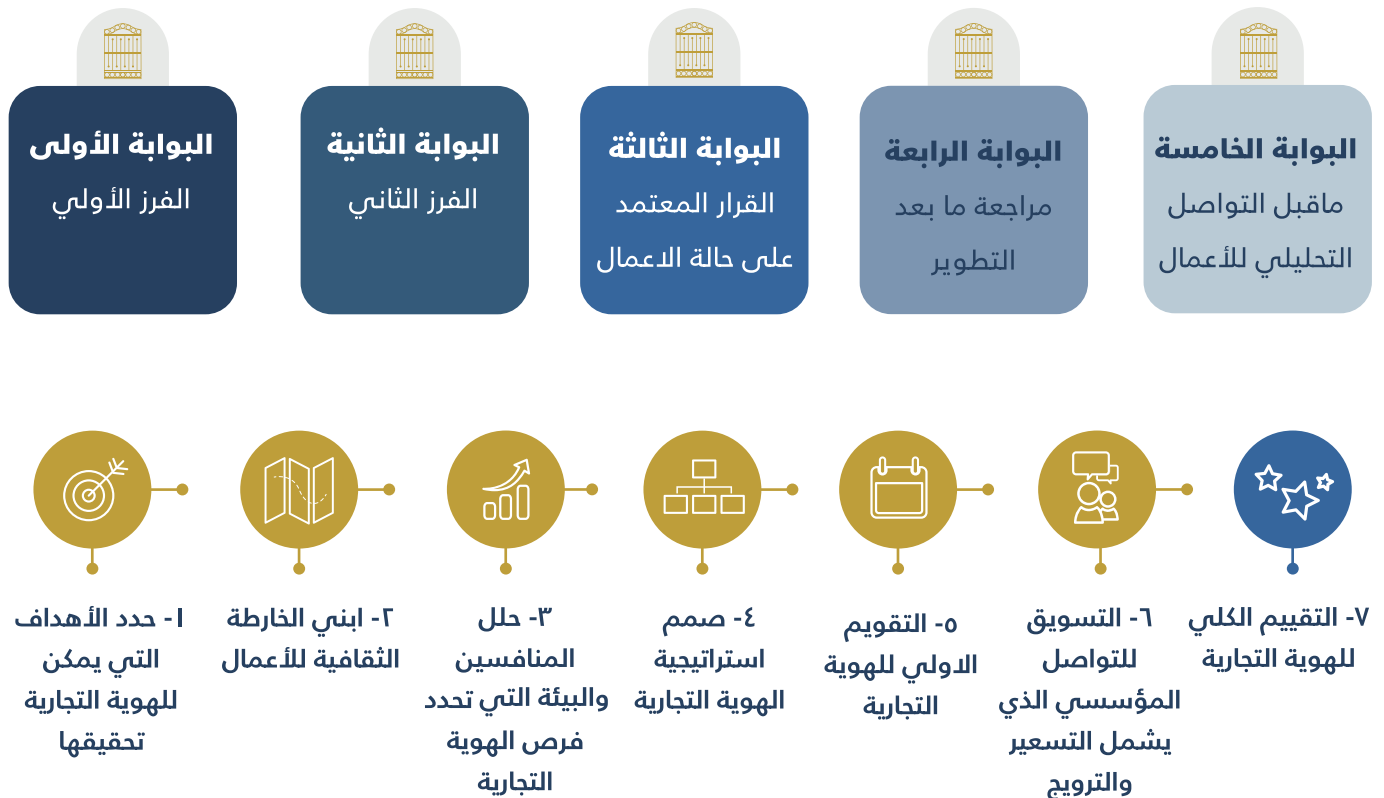 البوابة الأولى
الفرز الأولي
البوابة الثانية
الفرز الثاني
البوابة الثالثة
القرار المعتمد
على حالة الاعمال
البوابة الرابعة
مراجعة ما بعد
التطوير
البوابة الخامسة
ماقبل التواصل
التحليلي للأعمال
١- حدد الأهداف
التي يمكن
للهوية التجارية
تحقيقها
٢- ابني الخارطة
الثقافية للأعمال
٣- حلل
المنافسين
والبيئة التي تحدد
فرص الهوية
التجارية
٤- صمم
استراتيجية
الهوية التجارية
٥- التقويم
الاولي للهوية
التجارية
٦- التسويق
للتواصل
المؤسسي الذي
يشمل التسعير
والترويج
٧- التقييم الكلي
للهوية التجارية